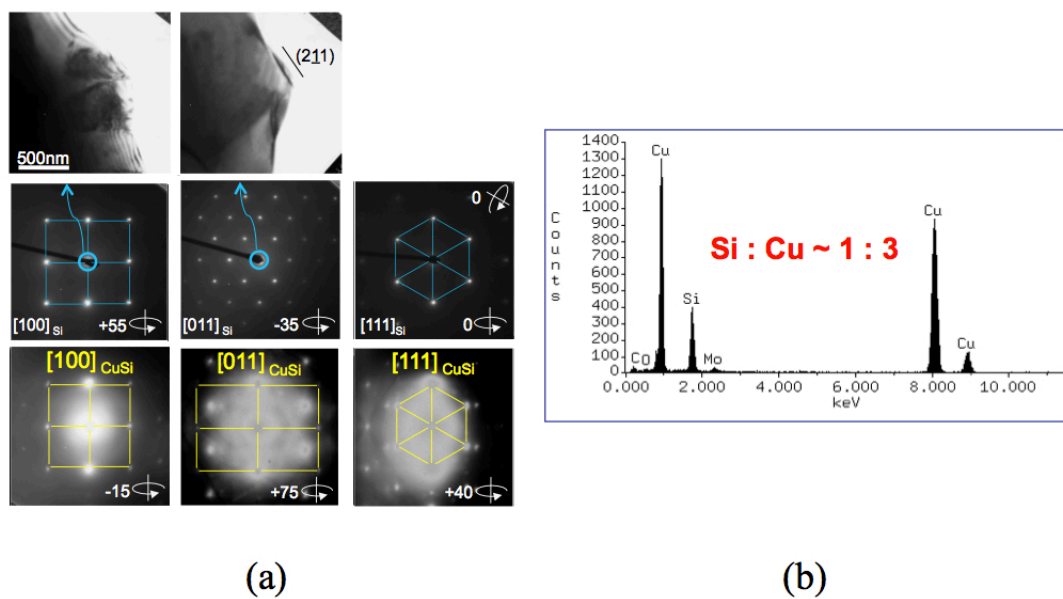 (211)
500nm
0
[100] Si
+55
[011] Si
-35
[111] Si
0
[100] CuSi
[011] CuSi
[111] CuSi
-15
+75
+40
(a)
1400
1300
1200
1100
1000
900
800
700
600
500
400
300
200
100
0
Counts
Cu
Si : Cu ~ 1 : 3
Cu
Si
CO
Mo
Cu
0.000 2.000 4.000 6.000 8.000 10.000
keV
(b)